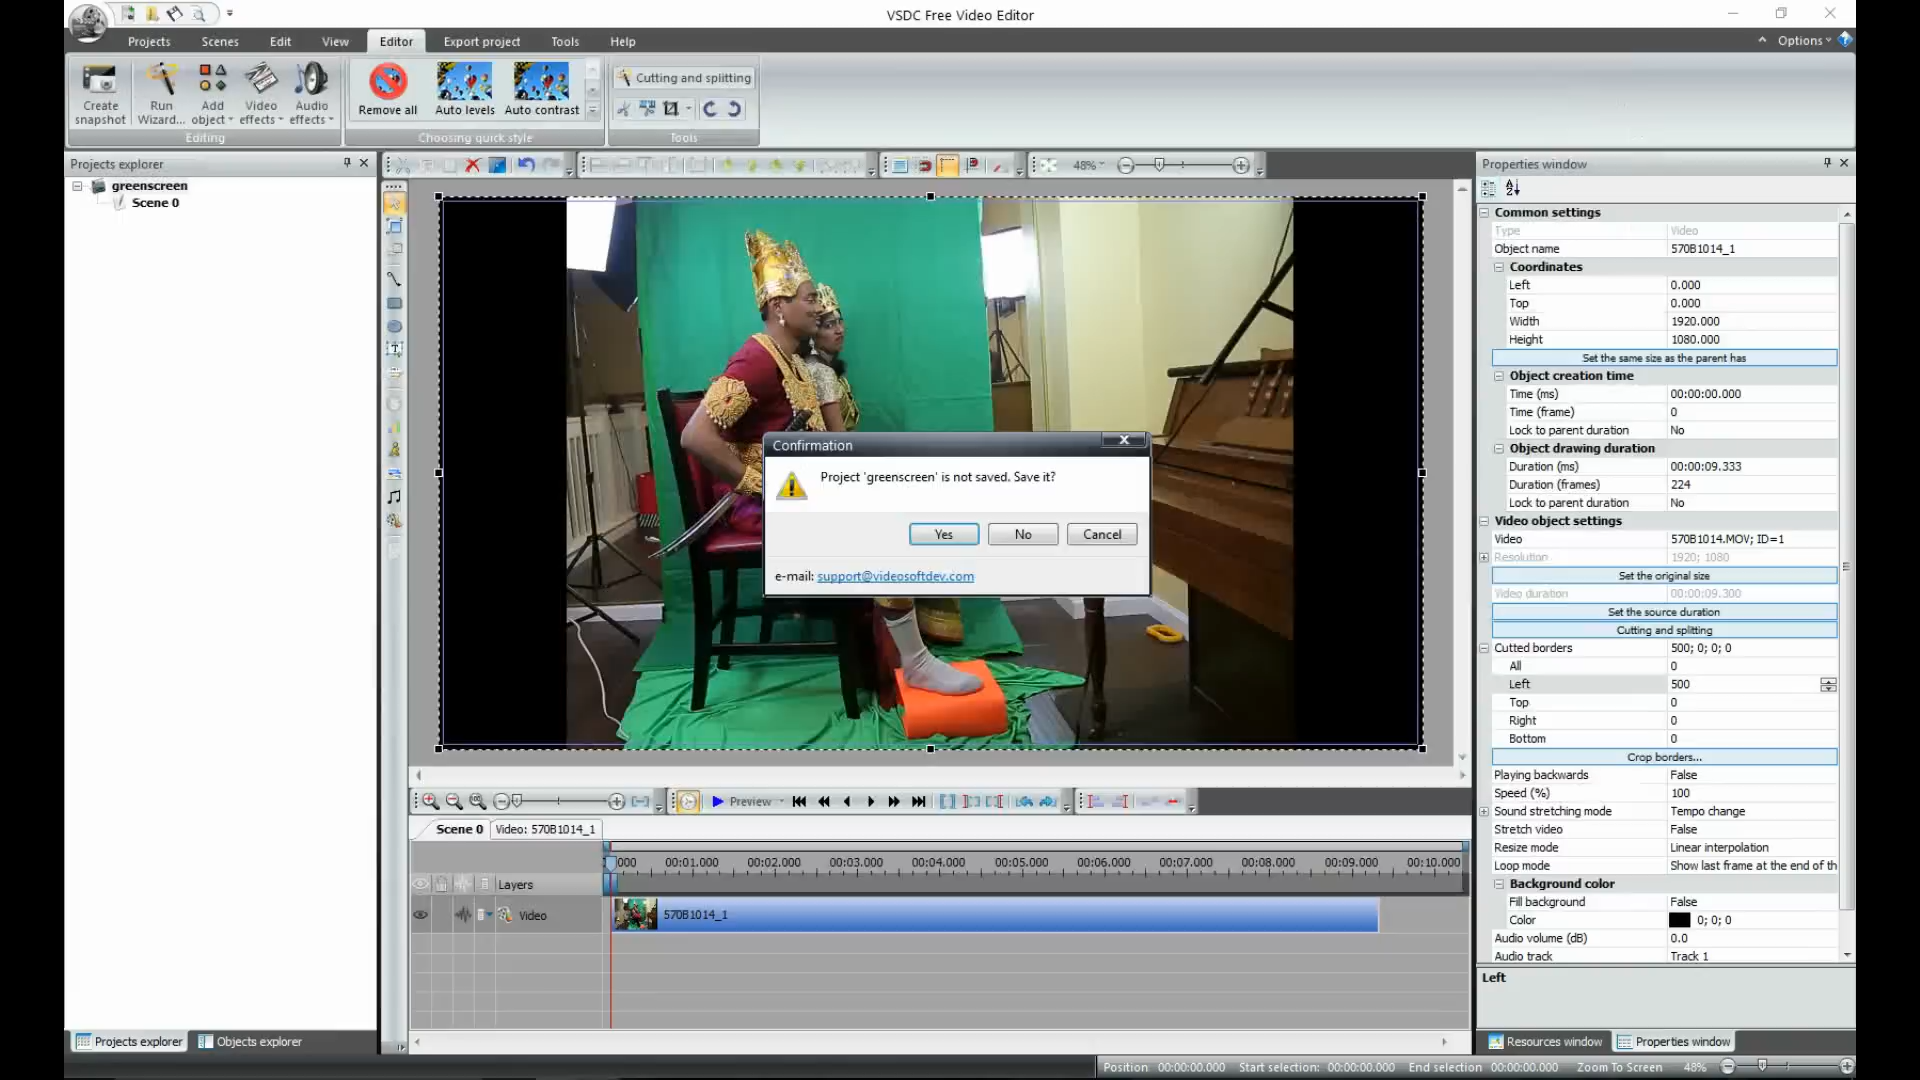 VSDC Free Video Editor
Projects
Scenes
Edit
View
Editor
Export project
Tools
Help
Options
Create snapshot
Run Wizard...
Add object
Video effects
Audio effects
Editing
Remove all
Auto levels
Auto contrast
Choosing quick style
Cutting and splitting
Tools
Projects explorer
greenscreen
Scene 0
48%
Confirmation
Project 'greenscreen' is not saved. Save it?
Yes
No
Cancel
e-mail: support@videosoftdev.com
Properties window
Common settings
Type Video
Object name 570B1014_1
Coordinates
Left 0.000
Top 0.000
Width 1920.000
Height 1080.000
Set the same size as the parent has
Object creation time
Time (ms) 00:00:00.000
Time (frame) 0
Lock to parent duration No
Object drawing duration
Duration (ms) 00:00:09.333
Duration (frames) 224
Lock to parent duration No
Video object settings
Video 570B1014.MOV; ID=1
Resolution 1920; 1080
Set the original size
Video duration 00:00:09.300
Set the source duration
Cutting and splitting
Cutted borders 500; 0; 0; 0
All 0
Left 500
Top 0
Right 0
Bottom 0
Crop borders...
Playing backwards False
Speed (%) 100
Sound stretching mode Tempo change
Stretch video False
Resize mode Linear interpolation
Loop mode Show last frame at the end of th
Background color
Fill background False
Color 0; 0; 0
Audio volume (dB) 0.0
Audio track Track 1
Left
Preview
Scene 0
Video: 570B1014_1
000 00:01.000 00:02.000 00:03.000 00:04.000 00:05.000 00:06.000 00:07.000 00:08.000 00:09.000 00:10.000
Layers
Video
570B1014_1
Projects explorer
Objects explorer
Resources window
Properties window
Position 00:00:00.000 Start selection: 00:00:00.000 End selection 00:00:00.000 Zoom To Screen 48%